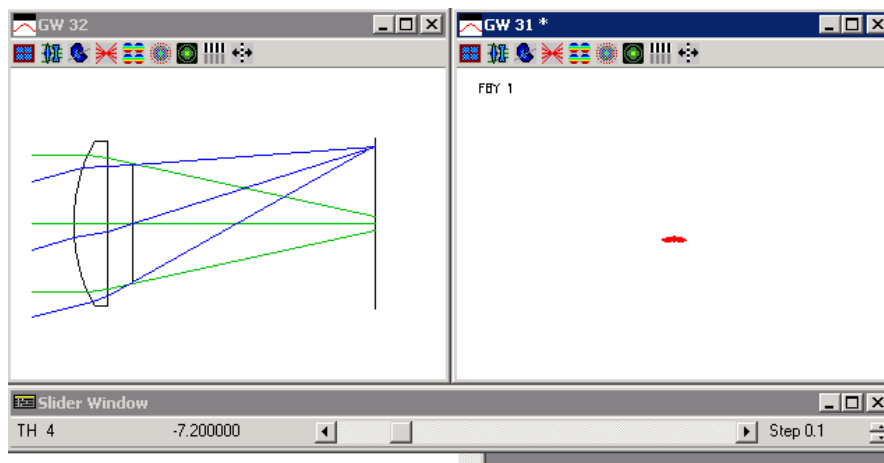 GW 32
GW 31 *
FBY 1
Slider Window
TH 4 -7.200000 Step 0.1